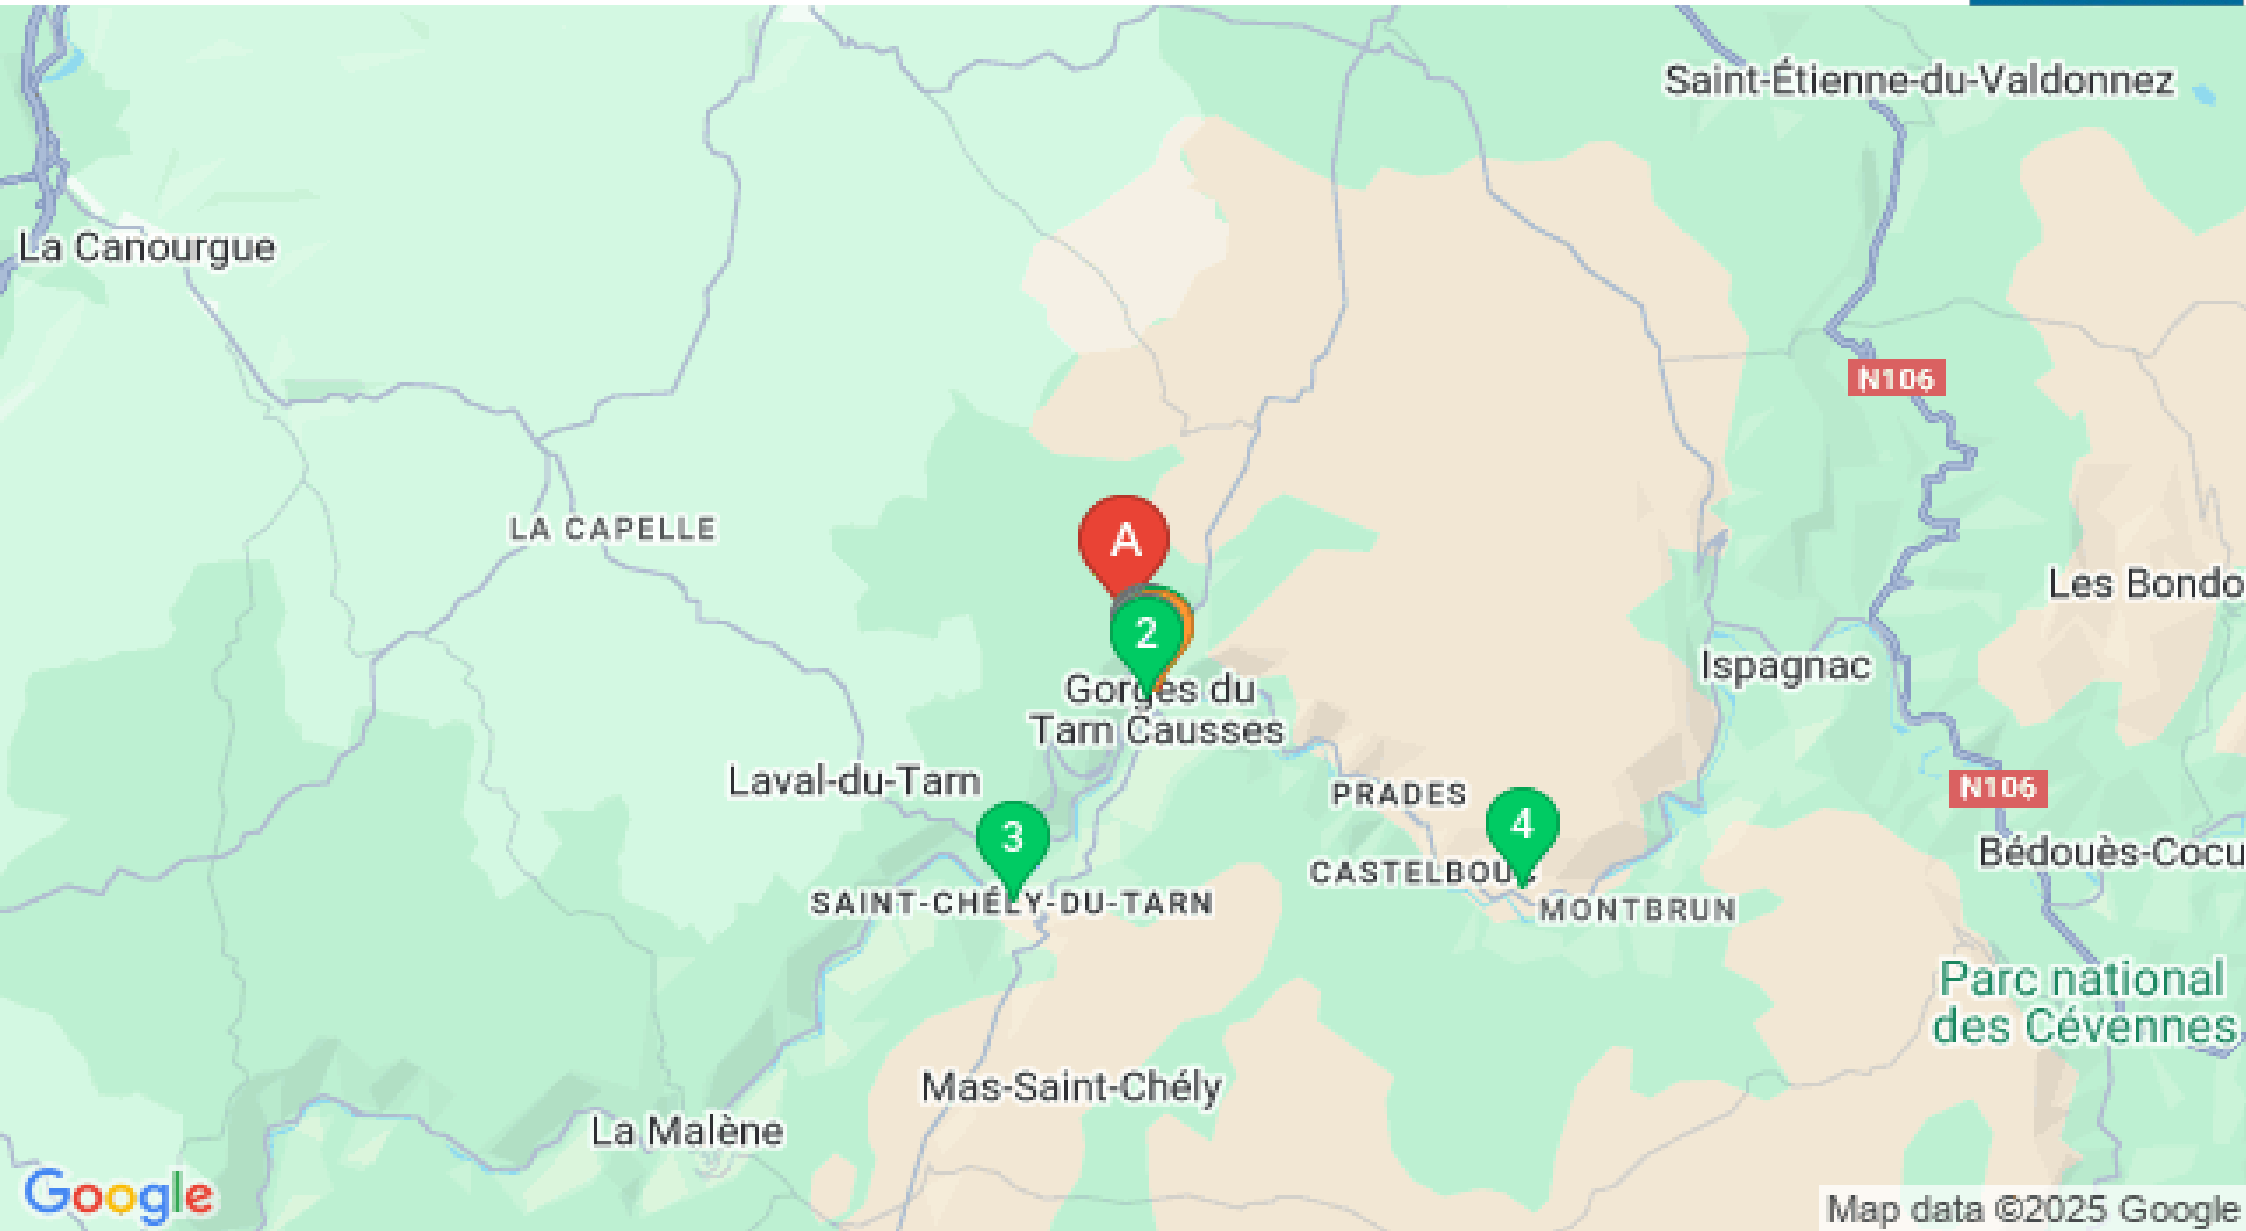 Saint-Étienne-du-Valdonnez
La Canourgue
N106
LA CAPELLE
A
Les Bondo
2
Ispagnac
Gorges du
Tarn Causses
Laval-du-Tarn
PRADES
N106
3
4
Bédouès-Cocu
CASTELBOUC
SAINT-CHÉLY-DU-TARN
MONTBRUN
Parc national
des Cévennes
Mas-Saint-Chély
La Malène
Google
Map data ©2025 Google